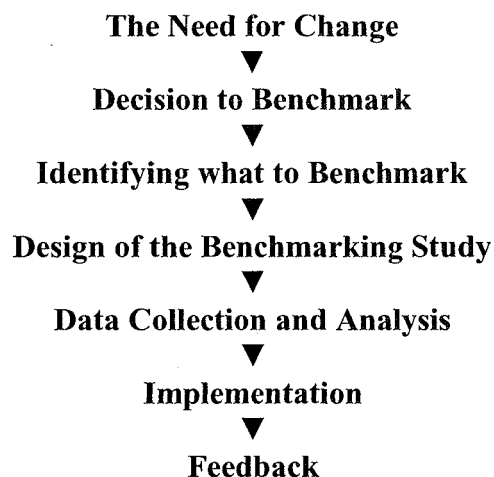 The Need for Change
▼
Decision to Benchmark
▼
Identifying what to Benchmark
▼
Design of the Benchmarking Study
▼
Data Collection and Analysis
▼
Implementation
▼
Feedback